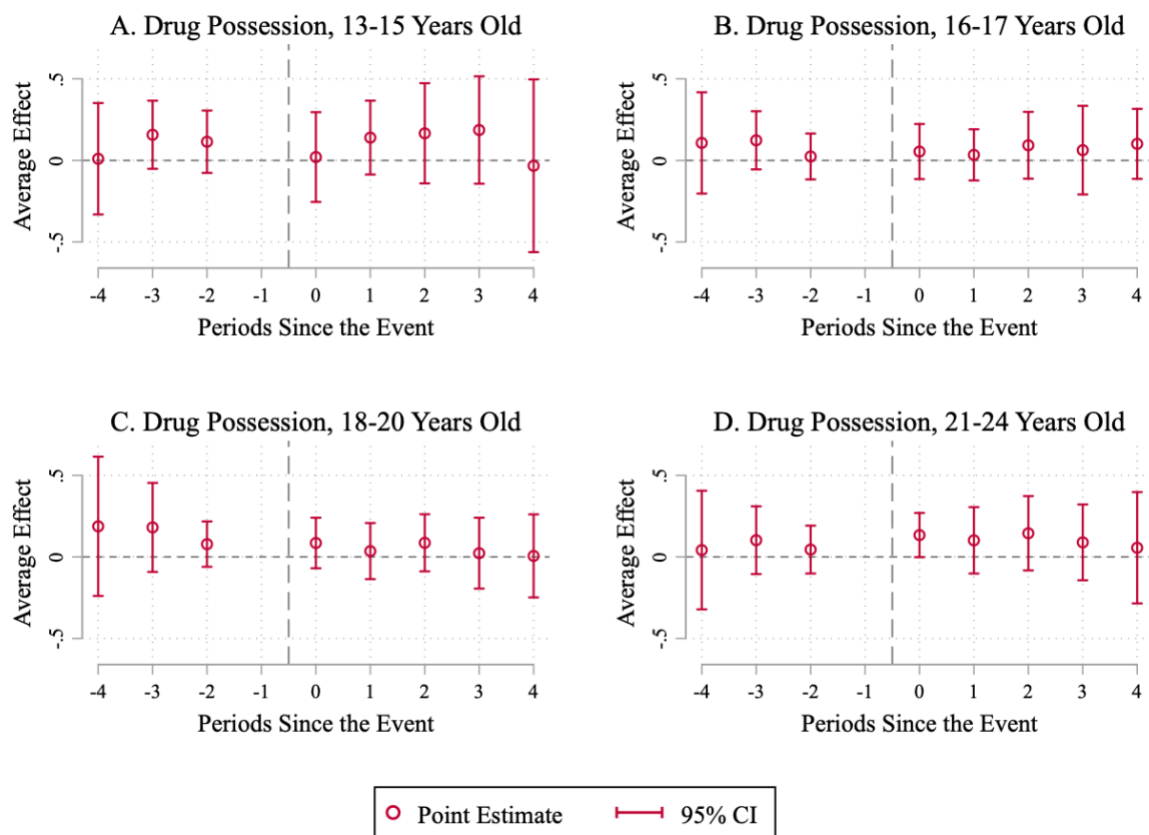 A. Drug Possession, 13-15 Years Old
Average Effect
.5
0
-.5
-4 -3 -2 -1 0 1 2 3 4
Periods Since the Event
B. Drug Possession, 16-17 Years Old
Average Effect
.5
0
-.5
-4 -3 -2 -1 0 1 2 3 4
Periods Since the Event
C. Drug Possession, 18-20 Years Old
Average Effect
.5
0
-.5
-4 -3 -2 -1 0 1 2 3 4
Periods Since the Event
D. Drug Possession, 21-24 Years Old
Average Effect
.5
0
-.5
-4 -3 -2 -1 0 1 2 3 4
Periods Since the Event
Point Estimate 95% CI